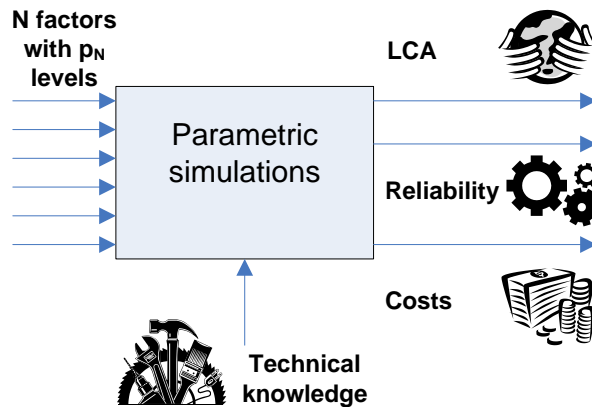 N factors
with pN
levels
LCA
Parametric
simulations
Reliability
Costs
Technical
knowledge